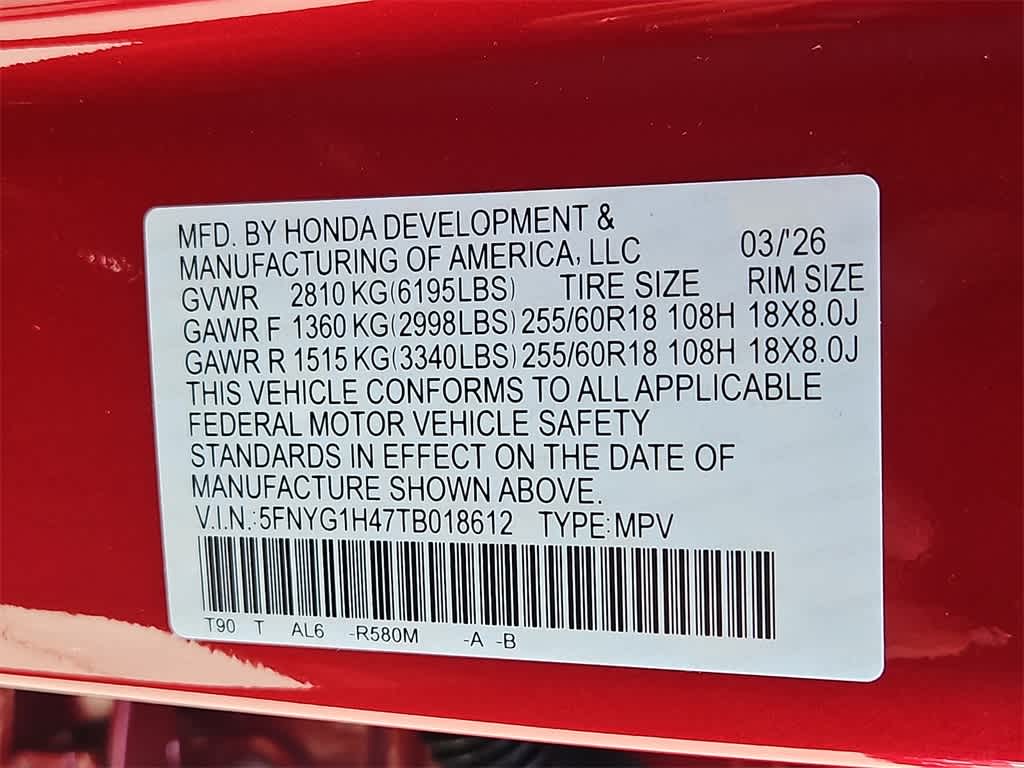 MFD. BY HONDA DEVELOPMENT &
MANUFACTURING OF AMERICA, LLC 03/'26
GVWR 2810 KG(6195LBS) TIRE SIZE RIM SIZE
GAWR F 1360 KG(2998LBS) 255/60R18 108H 18X8.0J
GAWR R 1515 KG(3340LBS) 255/60R18 108H 18X8.0J
THIS VEHICLE CONFORMS TO ALL APPLICABLE
FEDERAL MOTOR VEHICLE SAFETY
STANDARDS IN EFFECT ON THE DATE OF
MANUFACTURE SHOWN ABOVE.
V.I.N.:5FNYG1H47TB018612 TYPE:MPV
T90 T AL6 -R580M -A -B